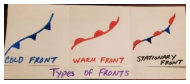 COLD FRONT
WARM FRONT
STATIONARY
FRONT
Types of FRONTS